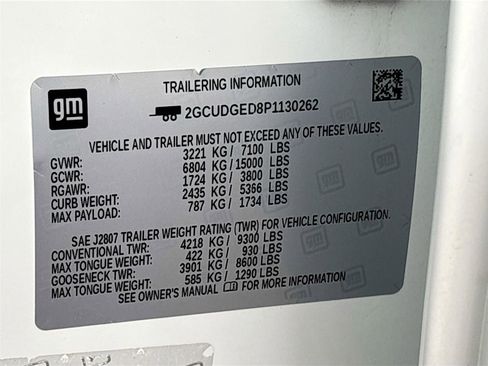 gm
TRAILERING INFORMATION
2GCUDGED8P1130262
VEHICLE AND TRAILER MUST NOT EXCEED ANY OF THESE VALUES.
GVWR: 3221 KG / 7100 LBS
GCWR: 6804 KG / 15000 LBS
RGAWR: 1724 KG / 3800 LBS
CURB WEIGHT: 2435 KG / 5366 LBS
MAX PAYLOAD: 787 KG / 1734 LBS
SAE J2807 TRAILER WEIGHT RATING (TWR) FOR VEHICLE CONFIGURATION.
CONVENTIONAL TWR: 4218 KG / 9300 LBS
MAX TONGUE WEIGHT: 422 KG / 930 LBS
GOOSENECK TWR: 3901 KG / 8600 LBS
MAX TONGUE WEIGHT: 585 KG / 1290 LBS
SEE OWNER'S MANUAL FOR MORE INFORMATION